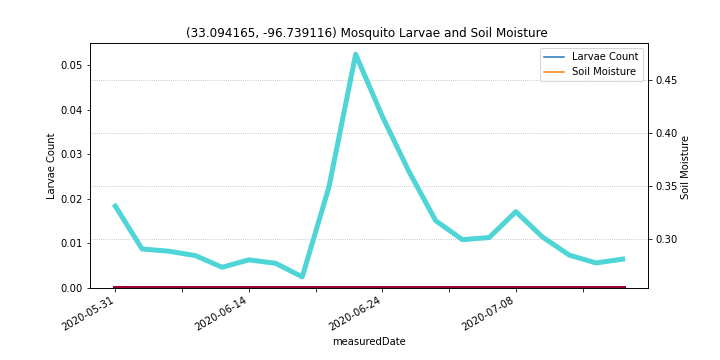 (33.094165, -96.739116) Mosquito Larvae and Soil Moisture
Larvae Count
Soil Moisture
0.05
0.04
0.03
0.02
0.01
0.00
Larvae Count
0.45
0.40
0.35
0.30
Soil Moisture
2020-05-31
2020-06-14
2020-06-24
2020-07-08
measuredDate